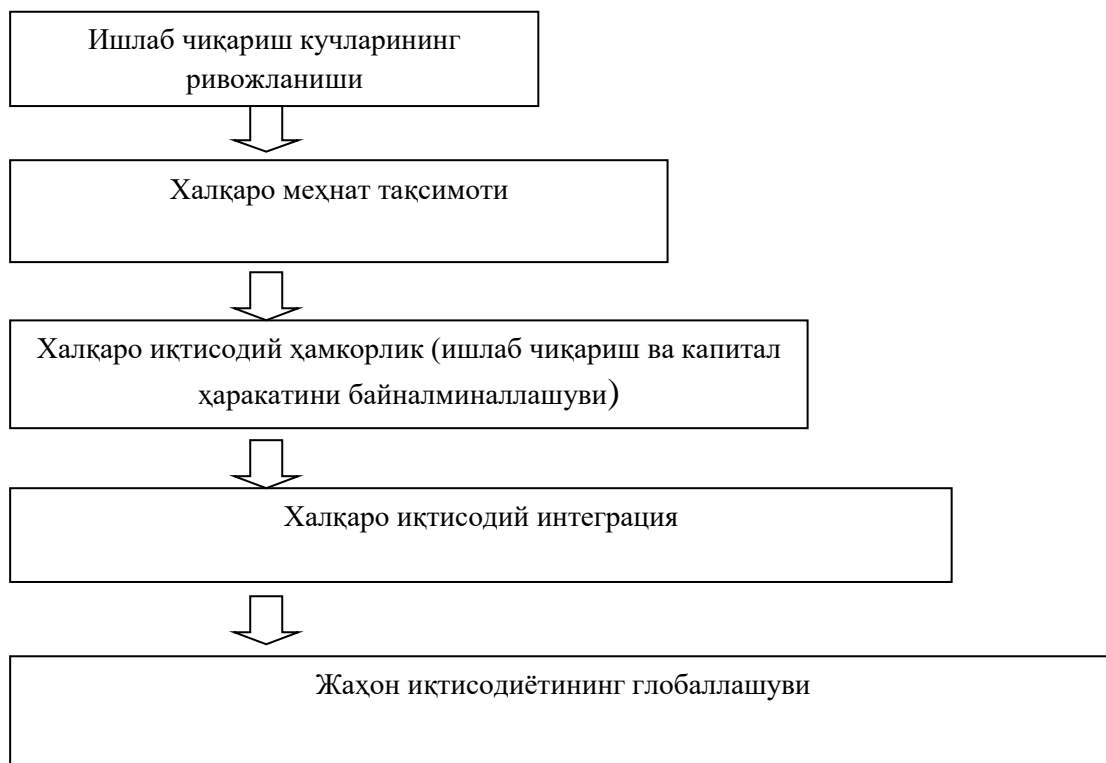 Ишлаб чиқариш кучларининг
ривожланиши
Халқаро меҳнат тақсимоти
Халқаро иқтисодий ҳамкорлик (ишлаб чиқариш ва капитал
ҳаракатини байналминаллашуви)
Халқаро иқтисодий интеграция
Жаҳон иқтисодиётининг глобаллашуви